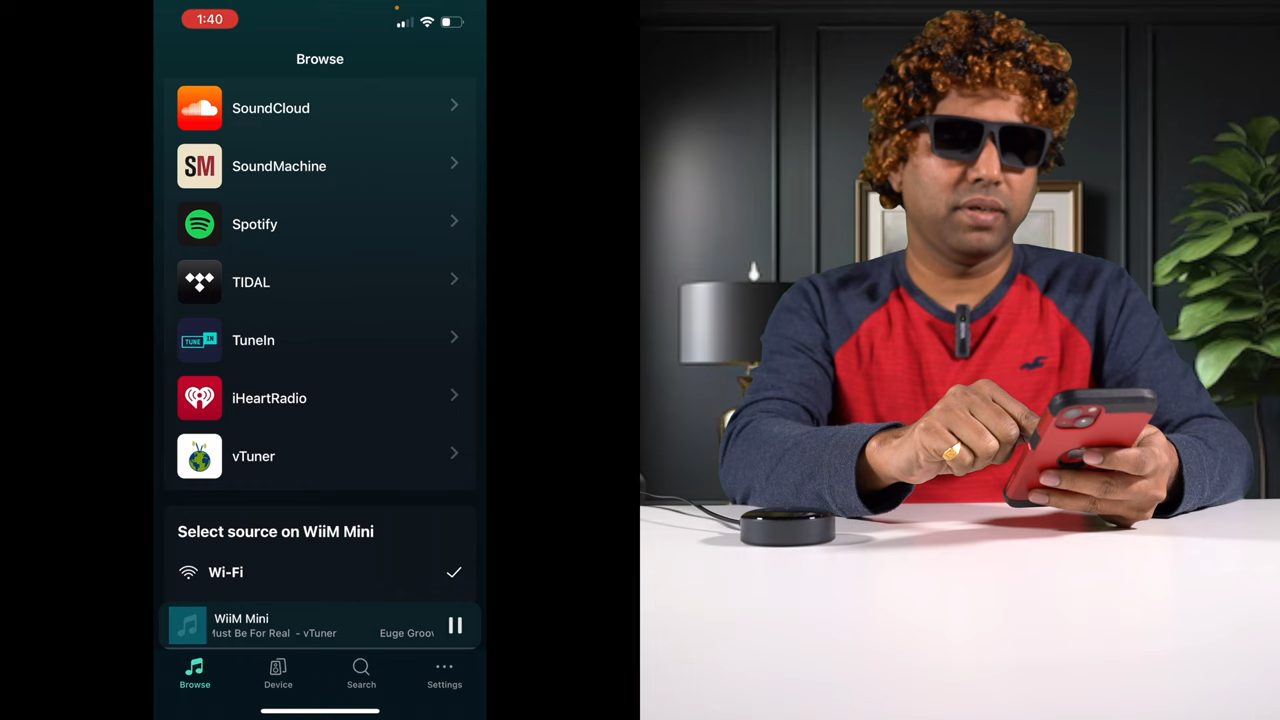 1:40
Browse
SoundCloud
SM SoundMachine
Spotify
TIDAL
TUNE IN TuneIn
iHeartRadio
vTuner
Select source on WiiM Mini
Wi-Fi
WiiM Mini
Must Be For Real - vTuner Euge Groov
Browse Device Search Settings